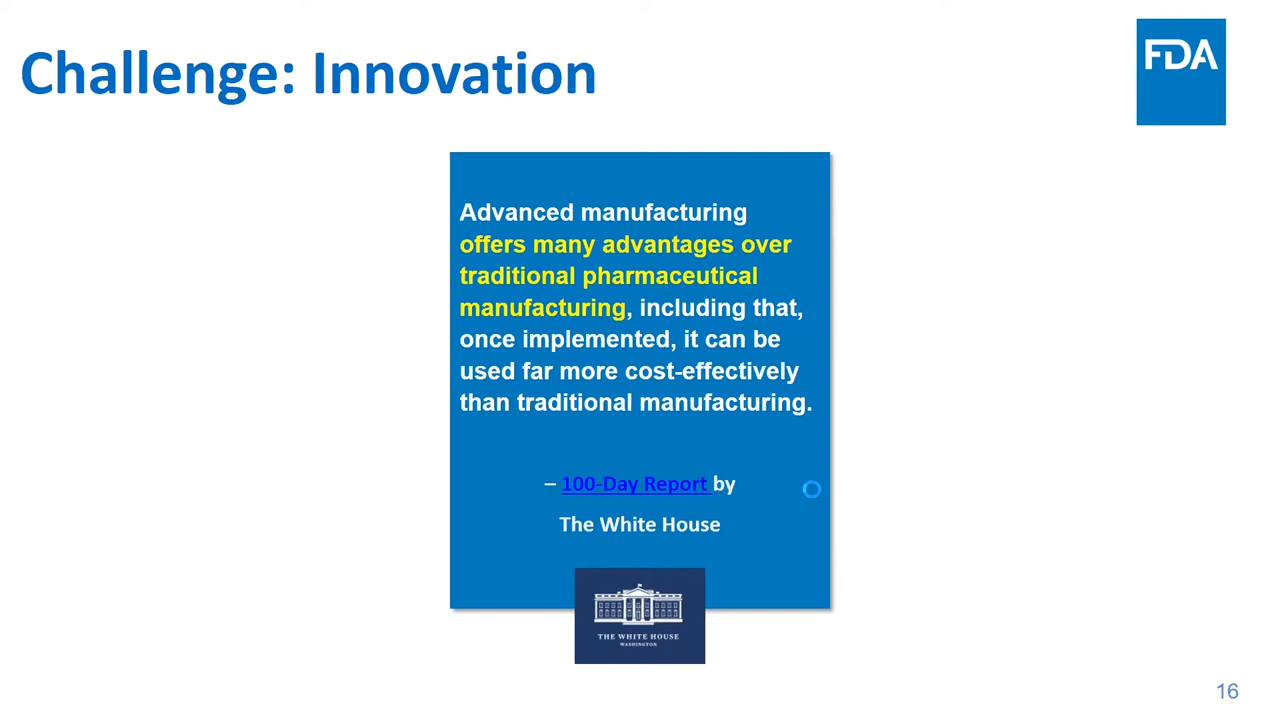 Challenge: Innovation
FDA
Advanced manufacturing
offers many advantages over
traditional pharmaceutical
manufacturing, including that,
once implemented, it can be
used far more cost-effectively
than traditional manufacturing.
– 100-Day Report by
The White House
THE WHITE HOUSE
WASHINGTON
16